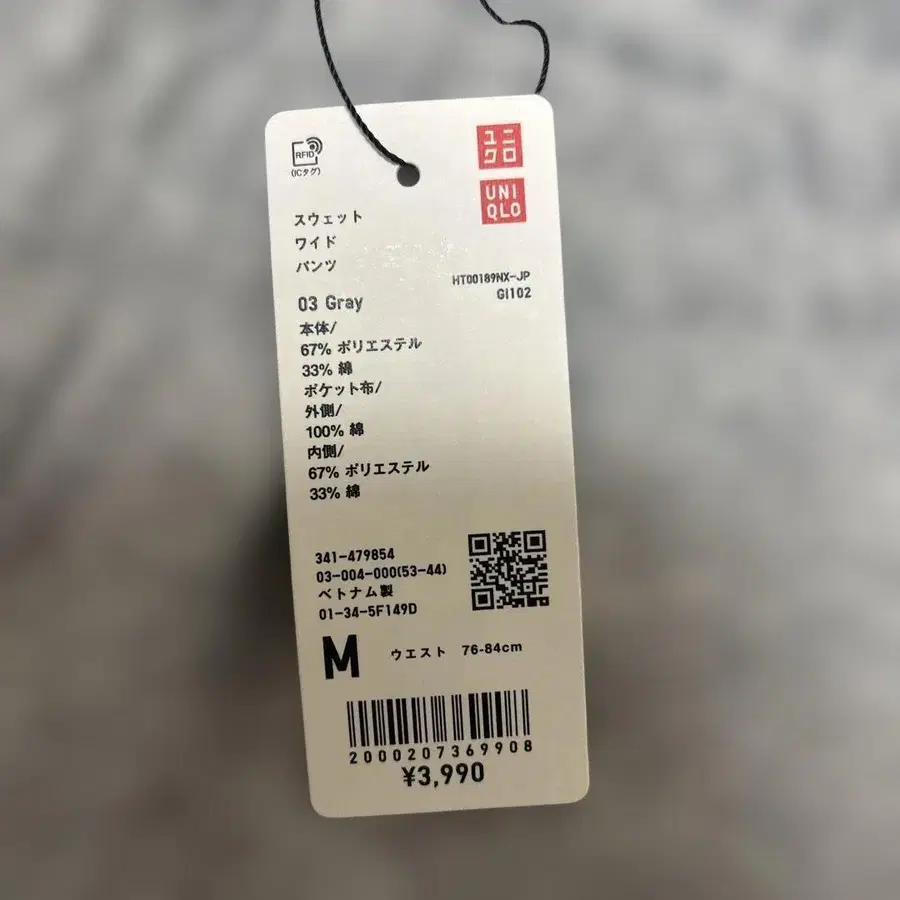 RFID
(ICタグ)
ユニ
クロ
UNI
QLO
スウェット
ワイド
パンツ
HT00189NX-JP
GI102
03 Gray
本体/
67% ポリエステル
33% 綿
ポケット布/
外側/
100% 綿
内側/
67% ポリエステル
33% 綿
341-479854
03-004-000(53-44)
ベトナム製
01-34-5F149D
M ウエスト 76-84cm
2000207369908
¥3,990